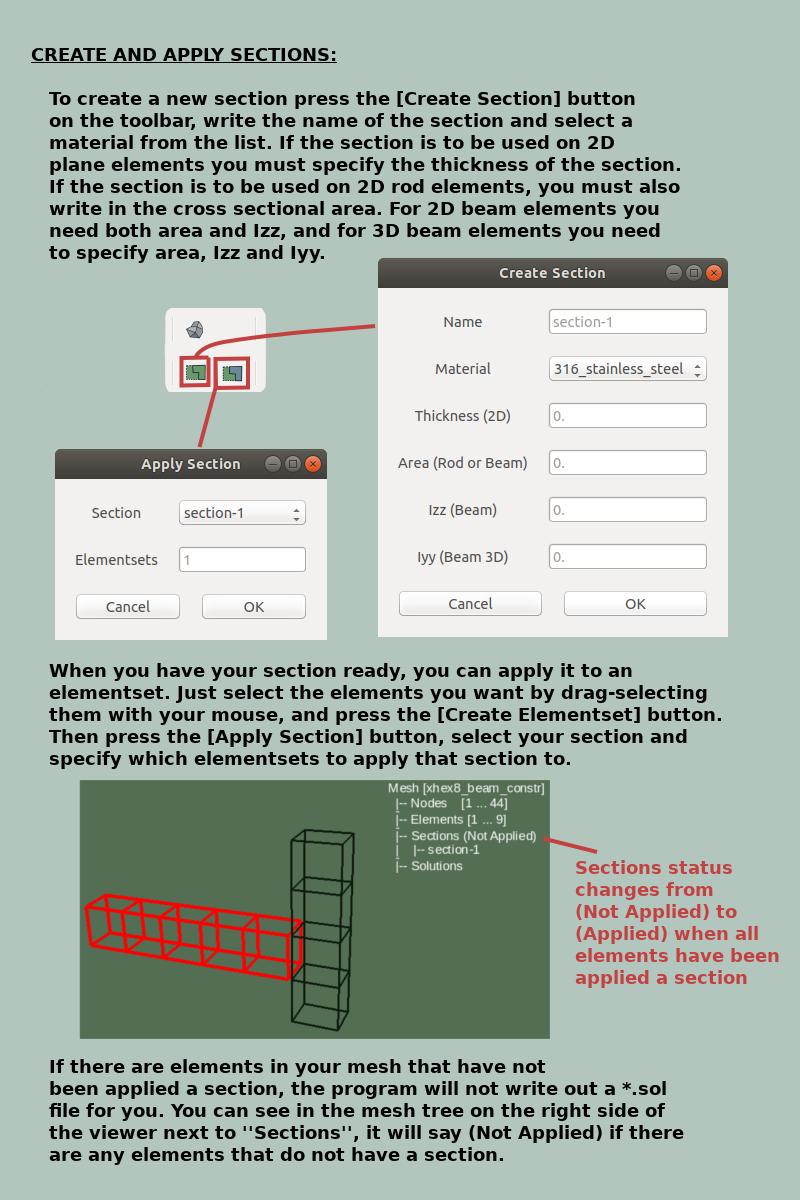 CREATE AND APPLY SECTIONS:
To create a new section press the [Create Section] button
on the toolbar, write the name of the section and select a
material from the list. If the section is to be used on 2D
plane elements you must specify the thickness of the section.
If the section is to be used on 2D rod elements, you must also
write in the cross sectional area. For 2D beam elements you
need both area and Izz, and for 3D beam elements you need
to specify area, Izz and Iyy.
Create Section
Name
section-1
Material
316_stainless_steel
Thickness (2D)
0.
Area (Rod or Beam)
0.
Izz (Beam)
0.
Iyy (Beam 3D)
0.
Cancel
OK
Apply Section
Section
section-1
Elementsets
1
Cancel
OK
When you have your section ready, you can apply it to an
elementset. Just select the elements you want by drag-selecting
them with your mouse, and press the [Create Elementset] button.
Then press the [Apply Section] button, select your section and
specify which elementsets to apply that section to.
Mesh [xhex8_beam_constr]
|-- Nodes [1 ... 44]
|-- Elements [1 ... 9]
|-- Sections (Not Applied)
| |-- section-1
|-- Solutions
Sections status
changes from
(Not Applied) to
(Applied) when all
elements have been
applied a section
If there are elements in your mesh that have not
been applied a section, the program will not write out a *.sol
file for you. You can see in the mesh tree on the right side of
the viewer next to ''Sections'', it will say (Not Applied) if there
are any elements that do not have a section.